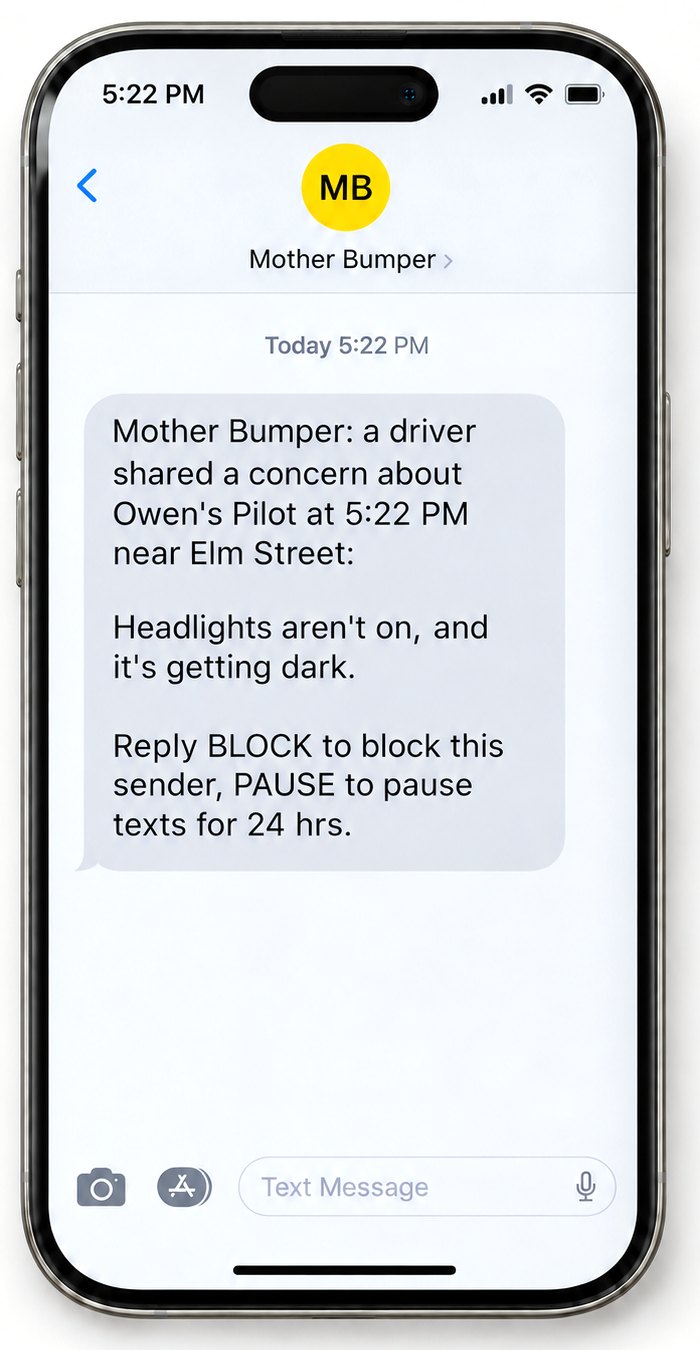 5:22 PM
MB
Mother Bumper
Today 5:22 PM
Mother Bumper: a driver
shared a concern about
Owen's Pilot at 5:22 PM
near Elm Street:
Headlights aren't on, and
it's getting dark.
Reply BLOCK to block this
sender, PAUSE to pause
texts for 24 hrs.
Text Message